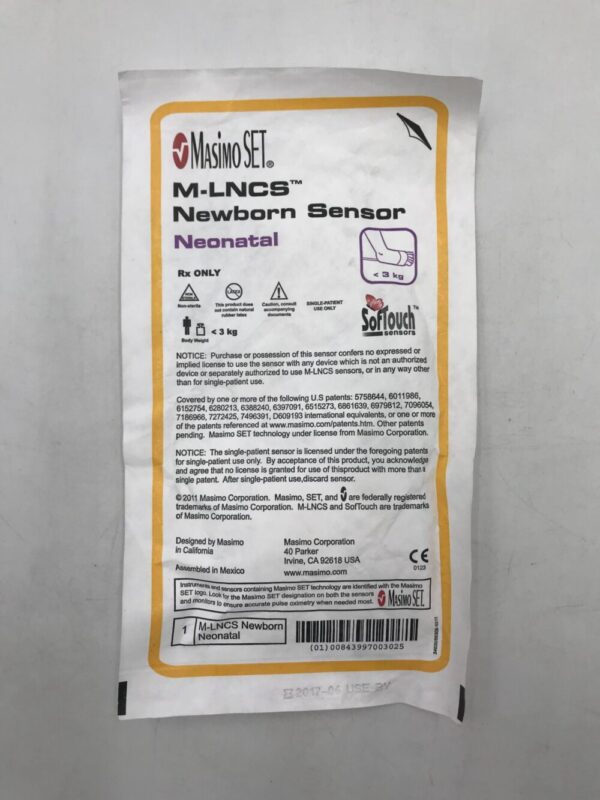 Masimo SET®
M-LNCS™
Newborn Sensor
Neonatal
< 3 kg
Rx ONLY
Non-sterile
LATEX
This product does
not contain natural
rubber latex
Caution, consult
accompanying
documents
SINGLE-PATIENT
USE ONLY
SofTouch™
sensors
< 3 kg
Body Weight
NOTICE: Purchase or possession of this sensor confers no expressed or
implied license to use the sensor with any device which is not an authorized
device or separately authorized to use M-LNCS sensors, or in any way other
than for single-patient use.
Covered by one or more of the following U.S patents: 5758644, 6011986,
6152754, 6280213, 6388240, 6397091, 6515273, 6861639, 6979812, 7096054,
7186966, 7272425, 7496391, D609193 international equivalents, or one or more
of the patents referenced at www.masimo.com/patents.htm. Other patents
pending. Masimo SET technology under license from Masimo Corporation.
NOTICE: The single-patient sensor is licensed under the foregoing patents
for single-patient use only. By acceptance of this product, you acknowledge
and agree that no license is granted for use of thisproduct with more than a
single patent. After single-patient use,discard sensor.
©2011 Masimo Corporation. Masimo, SET, and are federally registered
trademarks of Masimo Corporation. M-LNCS and SofTouch are trademarks
of Masimo Corporation.
Designed by Masimo
in California
Assembled in Mexico
Masimo Corporation
40 Parker
Irvine, CA 92618 USA
www.masimo.com
CE
0123
Instruments and sensors containing Masimo SET technology are identified with the Masimo
SET logo. Look for the Masimo SET designation on both the sensors
and monitors to ensure accurate pulse oximetry when needed most.
Masimo SET.
1
M-LNCS Newborn
Neonatal
(01)00843997003025
2017-06 USE BY